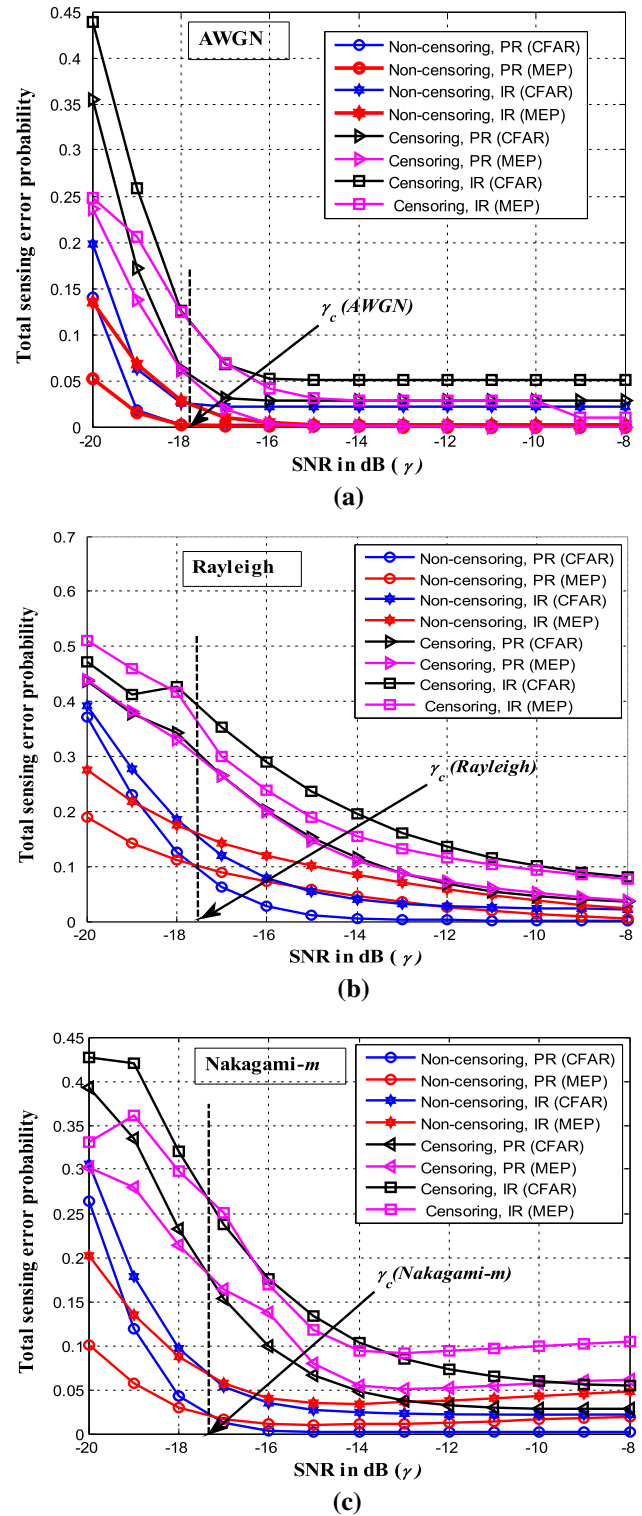 AWGN
Non-censoring, PR (CFAR)
Non-censoring, PR (MEP)
Non-censoring, IR (CFAR)
Non-censoring, IR (MEP)
Censoring, PR (CFAR)
Censoring, PR (MEP)
Censoring, IR (CFAR)
Censoring, IR (MEP)
Total sensing error probability
0.45
0.4
0.35
0.3
0.25
0.2
0.15
0.1
0.05
0
γc (AWGN)
-20 -18 -16 -14 -12 -10 -8
SNR in dB ( γ )
(a)
Rayleigh
Non-censoring, PR (CFAR)
Non-censoring, PR (MEP)
Non-censoring, IR (CFAR)
Non-censoring, IR (MEP)
Censoring, PR (CFAR)
Censoring, PR (MEP)
Censoring, IR (CFAR)
Censoring, IR (MEP)
Total sensing error probability
0.7
0.6
0.5
0.4
0.3
0.2
0.1
0
γc (Rayleigh)
-20 -18 -16 -14 -12 -10 -8
SNR in dB ( γ )
(b)
Nakagami-m
Non-censoring, PR (CFAR)
Non-censoring, PR (MEP)
Non-censoring, IR (CFAR)
Non-censoring, IR (MEP)
Censoring, PR (CFAR)
Censoring, PR (MEP)
Censoring, IR (CFAR)
Censoring, IR (MEP)
Total sensing error probability
0.45
0.4
0.35
0.3
0.25
0.2
0.15
0.1
0.05
0
γc (Nakagami-m)
-20 -18 -16 -14 -12 -10 -8
SNR in dB ( γ )
(c)